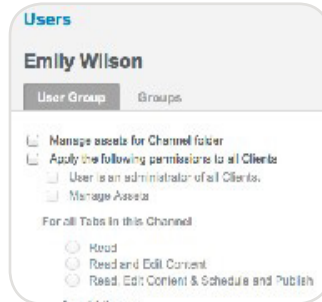 Users
Emily Wilson
User Group Groups
Manage assets for Channel folder
Apply the following permissions to all Clients
User is an administrator of all Clients.
Manage Assets
For all Tabs in this Channel
Read
Read and Edit Content
Read, Edit Content & Schedule and Publish